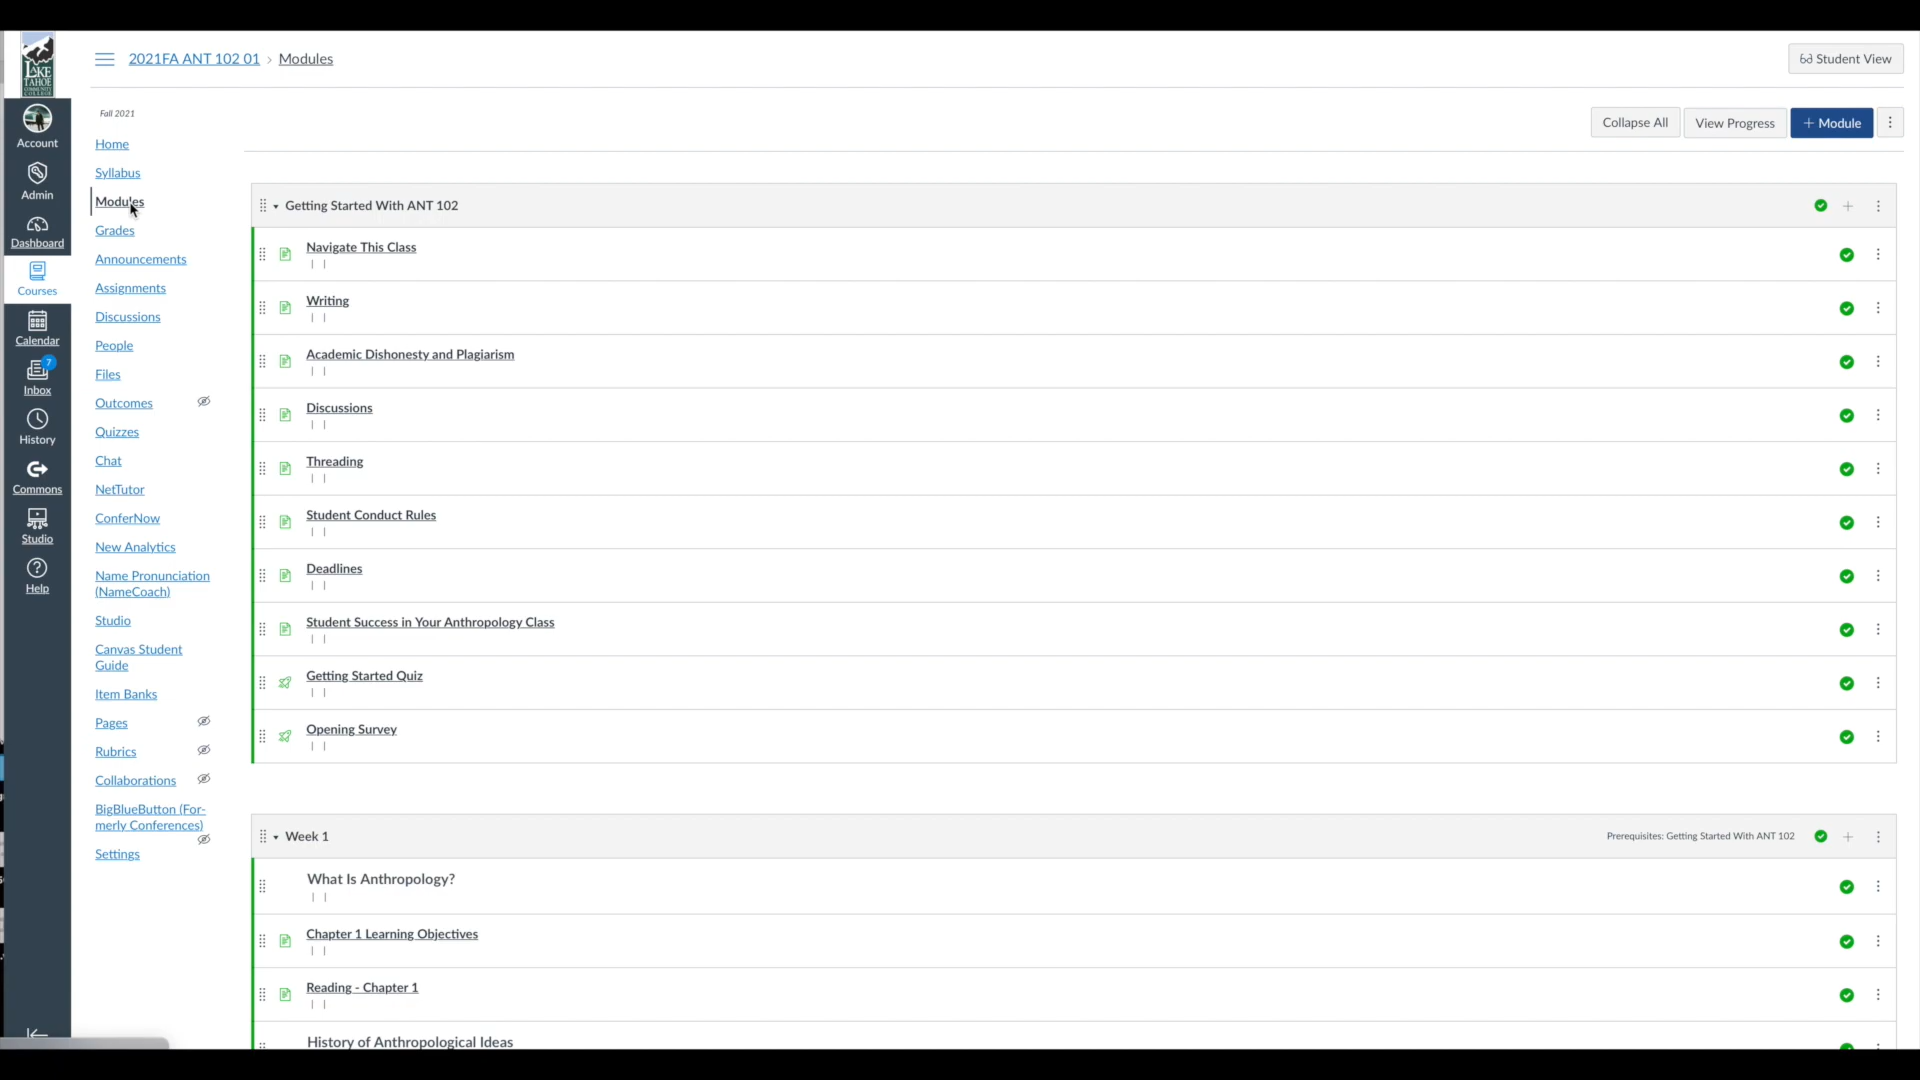 LAKE
TAHOE
COMMUNITY
COLLEGE
2021FA ANT 102 01 › Modules
Student View
Account
Admin
Dashboard
Courses
Calendar
7
Inbox
History
Commons
Studio
Help
Fall 2021
Home
Syllabus
Modules
Grades
Announcements
Assignments
Discussions
People
Files
Outcomes
Quizzes
Chat
NetTutor
ConferNow
New Analytics
Name Pronunciation
(NameCoach)
Studio
Canvas Student
Guide
Item Banks
Pages
Rubrics
Collaborations
BigBlueButton (For-
merly Conferences)
Settings
Collapse All
View Progress
+ Module
Getting Started With ANT 102
Navigate This Class
| |
Writing
| |
Academic Dishonesty and Plagiarism
| |
Discussions
| |
Threading
| |
Student Conduct Rules
| |
Deadlines
| |
Student Success in Your Anthropology Class
| |
Getting Started Quiz
| |
Opening Survey
| |
Week 1
Prerequisites: Getting Started With ANT 102
What Is Anthropology?
| |
Chapter 1 Learning Objectives
| |
Reading - Chapter 1
| |
History of Anthropological Ideas